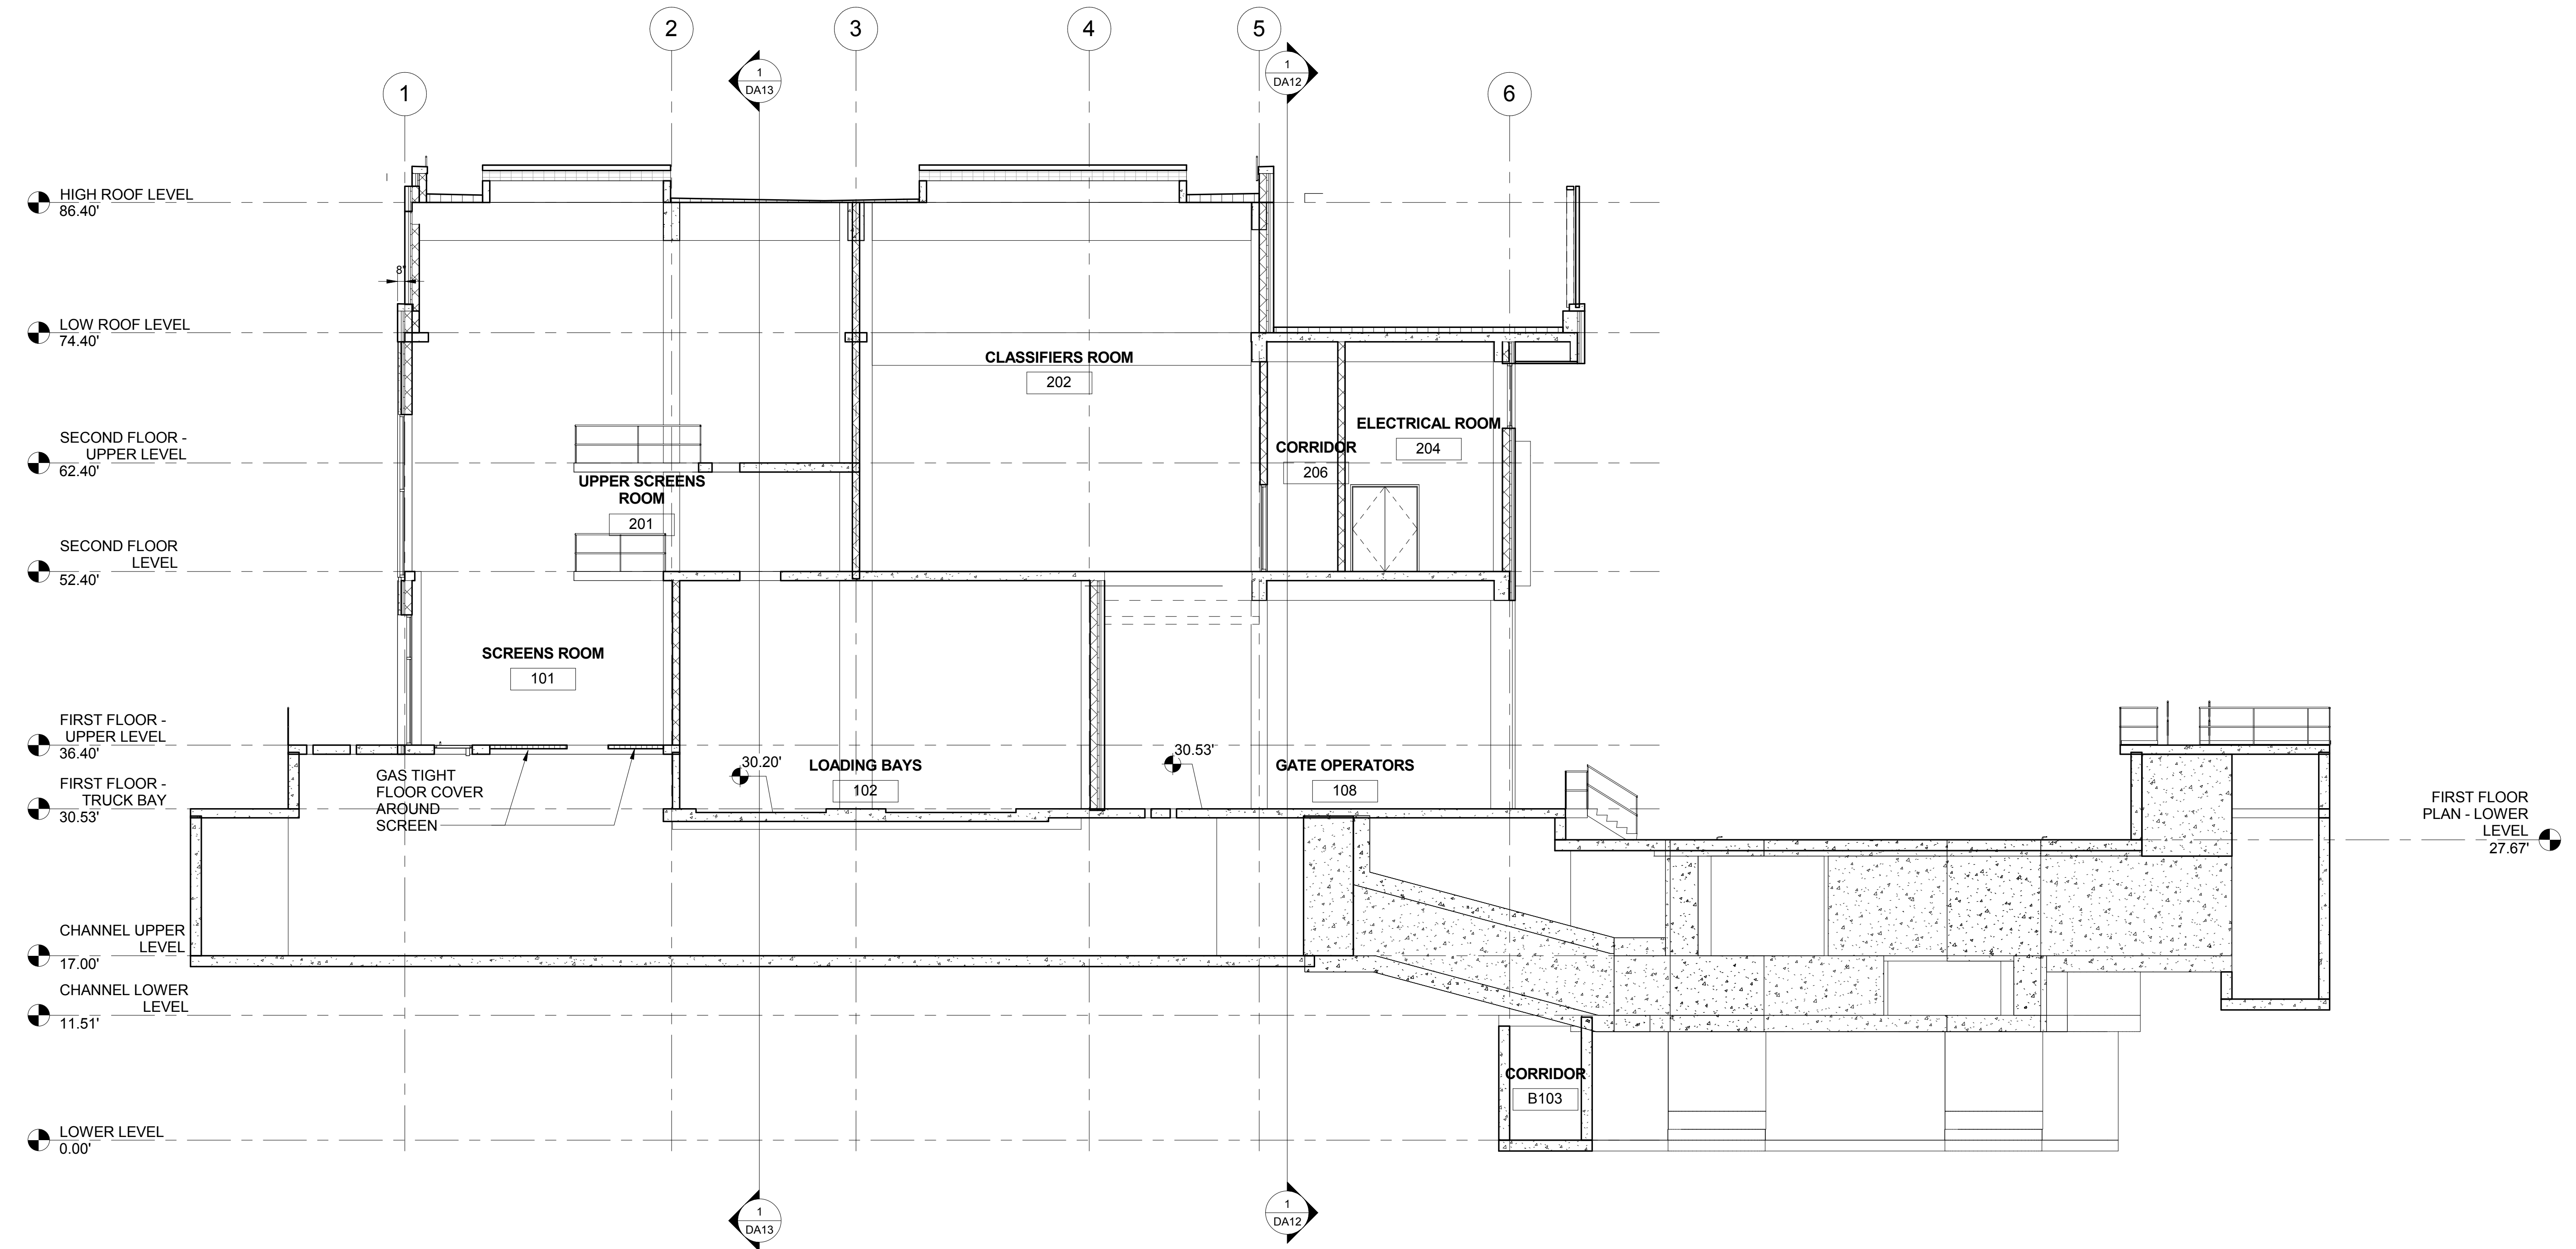 2
3
4
5
1
DA13
1
DA12
1
6
HIGH ROOF LEVEL
86.40'
8"
LOW ROOF LEVEL
74.40'
CLASSIFIERS ROOM
202
SECOND FLOOR -
UPPER LEVEL
62.40'
ELECTRICAL ROOM
204
CORRIDOR
206
UPPER SCREENS
ROOM
201
SECOND FLOOR
LEVEL
52.40'
SCREENS ROOM
101
FIRST FLOOR -
UPPER LEVEL
36.40'
30.20'
LOADING BAYS
102
30.53'
GATE OPERATORS
108
GAS TIGHT
FLOOR COVER
AROUND
SCREEN
FIRST FLOOR -
TRUCK BAY
30.53'
FIRST FLOOR
PLAN - LOWER
LEVEL
27.67'
CHANNEL UPPER
LEVEL
17.00'
CHANNEL LOWER
LEVEL
11.51'
CORRIDOR
B103
LOWER LEVEL
0.00'
1
DA13
1
DA12